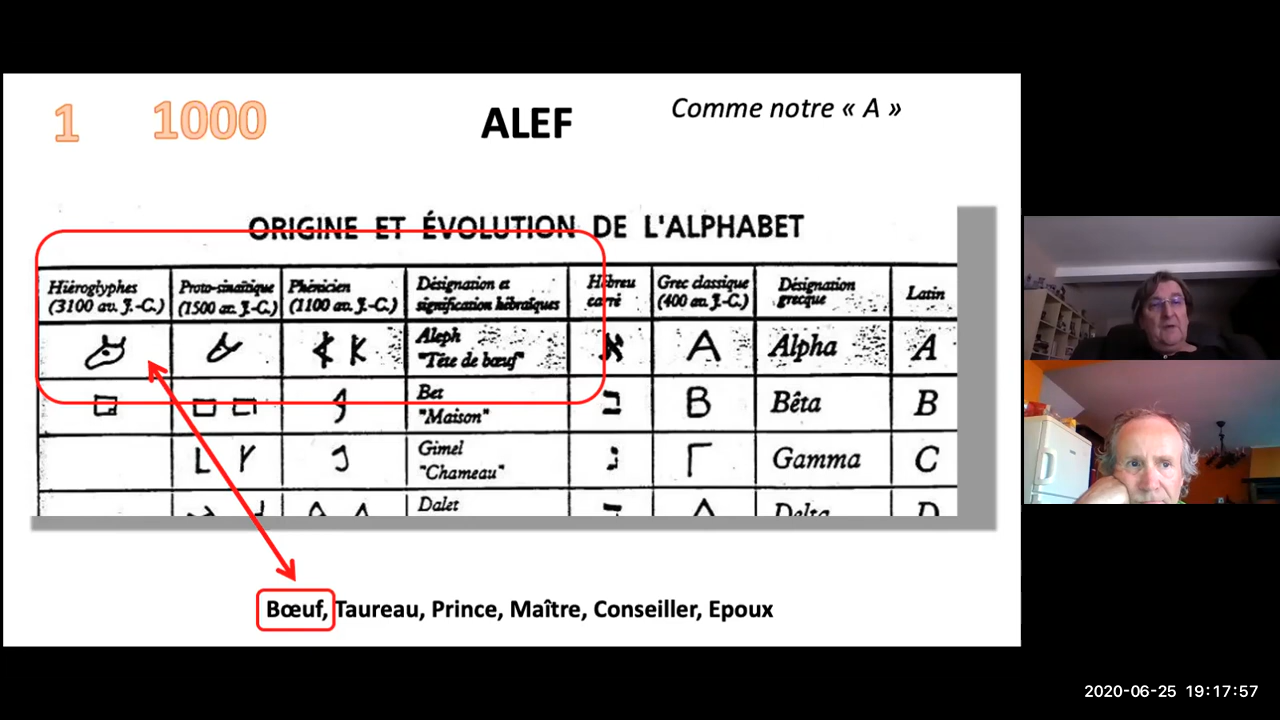 1 1000 ALEF Comme notre « A »
ORIGINE ET ÉVOLUTION DE L'ALPHABET
Hiéroglyphes Proto-sinaïtique Phénicien Désignation et Hébreu Grec classique Désignation Latin
(3100 av. J.-C.) (1500 av. J.-C.) (1100 av. J.-C.) signification hébraïques carré (400 av. J.-C.) grecque
Aleph
"Tête de bœuf" א A Alpha A
Bet
"Maison" ב B Bêta B
Gimel
"Chameau" ג Γ Gamma C
Dalet ד Δ Delta D
Bœuf, Taureau, Prince, Maître, Conseiller, Epoux
2020-06-25 19:17:57